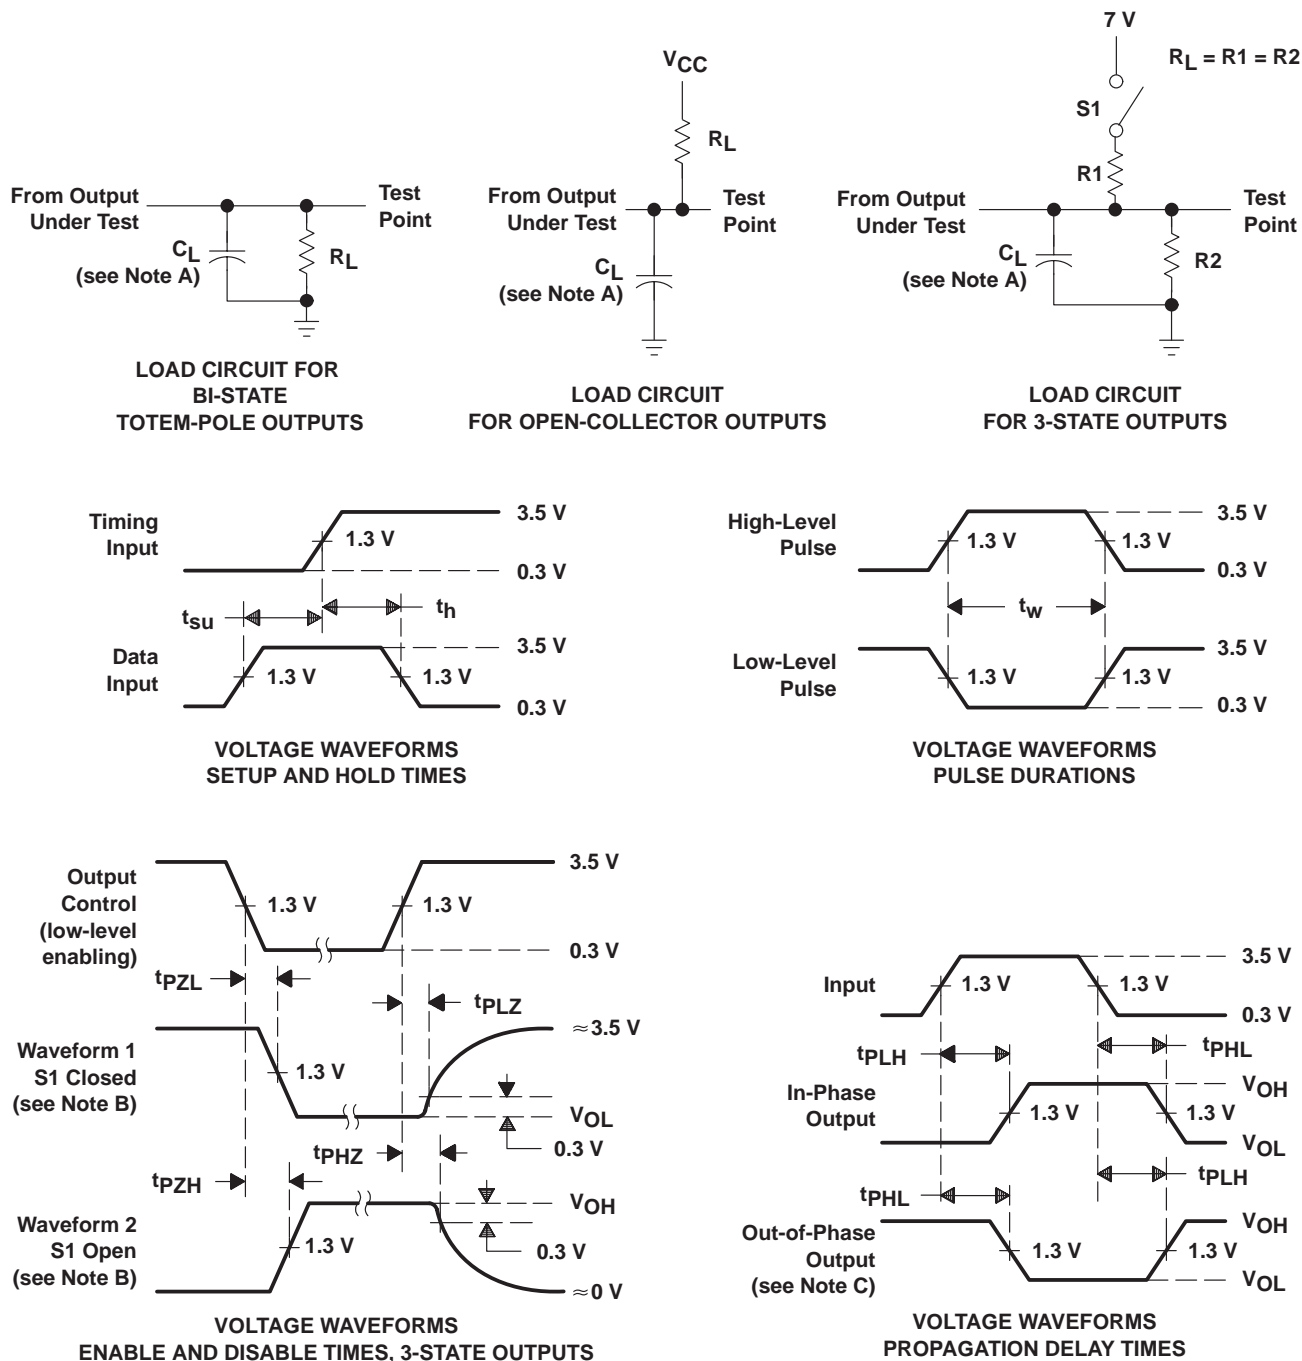 VCC
RL
From Output
Under Test
Test
Point
CL
(see Note A)
RL
LOAD CIRCUIT FOR
BI-STATE
TOTEM-POLE OUTPUTS
From Output
Under Test
Test
Point
CL
(see Note A)
LOAD CIRCUIT
FOR OPEN-COLLECTOR OUTPUTS
7 V
RL = R1 = R2
S1
R1
From Output
Under Test
Test
Point
CL
(see Note A)
R2
LOAD CIRCUIT
FOR 3-STATE OUTPUTS
Timing
Input
1.3 V
3.5 V
0.3 V
tsu
th
Data
Input
1.3 V
1.3 V
3.5 V
0.3 V
VOLTAGE WAVEFORMS
SETUP AND HOLD TIMES
High-Level
Pulse
1.3 V
1.3 V
3.5 V
0.3 V
tw
Low-Level
Pulse
1.3 V
1.3 V
3.5 V
0.3 V
VOLTAGE WAVEFORMS
PULSE DURATIONS
Output
Control
(low-level
enabling)
1.3 V
1.3 V
3.5 V
0.3 V
tPZL
tPLZ
Waveform 1
S1 Closed
(see Note B)
1.3 V
≈3.5 V
VOL
0.3 V
tPHZ
tPZH
Waveform 2
S1 Open
(see Note B)
1.3 V
VOH
0.3 V
≈0 V
VOLTAGE WAVEFORMS
ENABLE AND DISABLE TIMES, 3-STATE OUTPUTS
Input
1.3 V
1.3 V
3.5 V
0.3 V
tPLH
tPHL
In-Phase
Output
1.3 V
1.3 V
VOH
VOL
tPHL
tPLH
Out-of-Phase
Output
(see Note C)
1.3 V
1.3 V
VOH
VOL
VOLTAGE WAVEFORMS
PROPAGATION DELAY TIMES